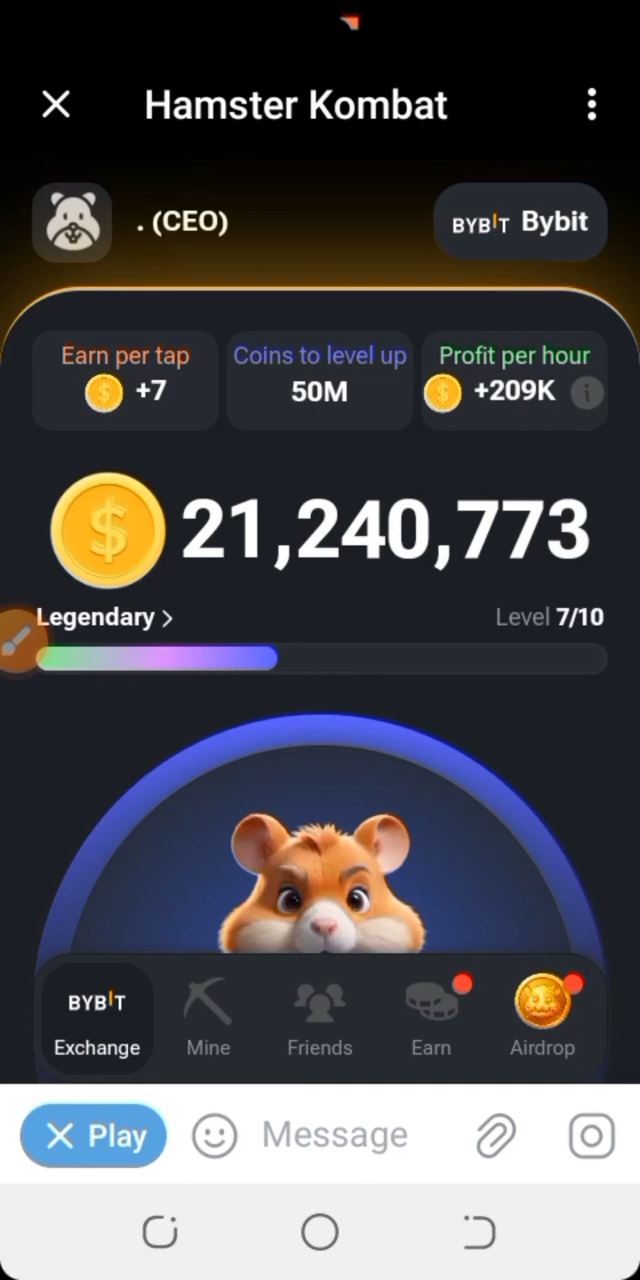 Hamster Kombat
. (CEO)
BYBIT Bybit
Earn per tap
+7
Coins to level up
50M
Profit per hour
+209K
21,240,773
Legendary >
Level 7/10
BYBIT
Exchange
Mine
Friends
Earn
Airdrop
Play
Message